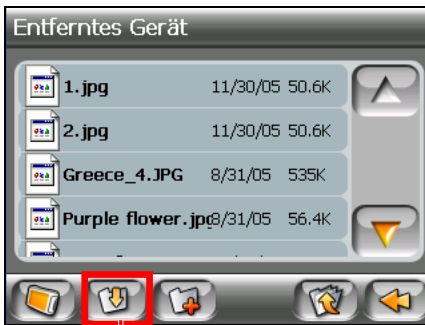 Entferntes Gerät
1.jpg 11/30/05 50.6K
2.jpg 11/30/05 50.6K
Greece_4.JPG 8/31/05 535K
Purple flower.jpg 8/31/05 56.4K